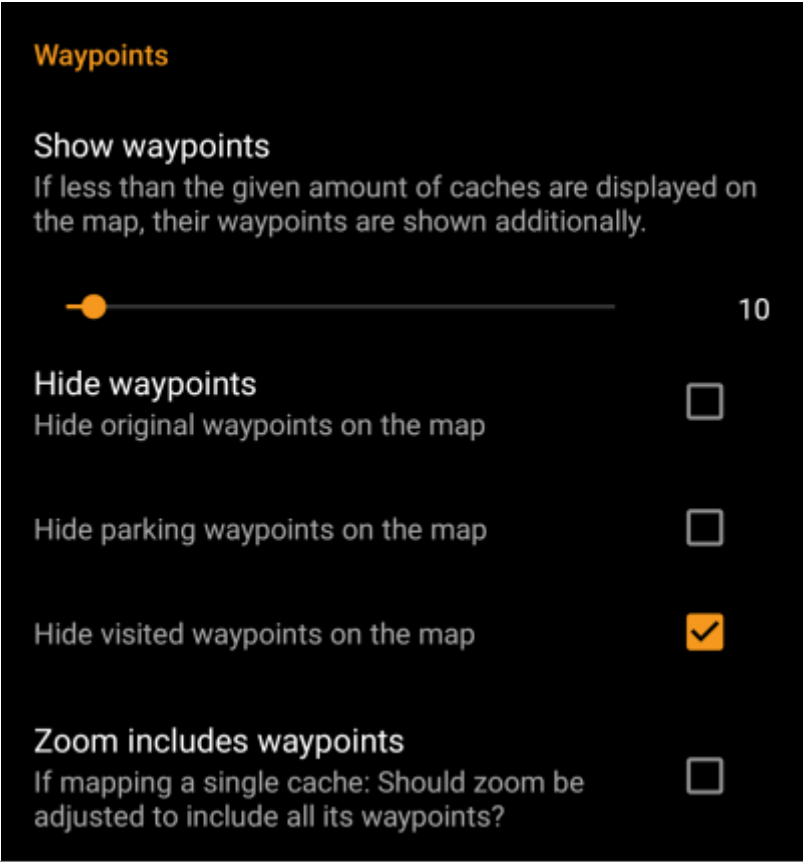 Waypoints
Show waypoints
If less than the given amount of caches are displayed on
the map, their waypoints are shown additionally.
10
Hide waypoints
Hide original waypoints on the map
Hide parking waypoints on the map
Hide visited waypoints on the map
Zoom includes waypoints
If mapping a single cache: Should zoom be
adjusted to include all its waypoints?